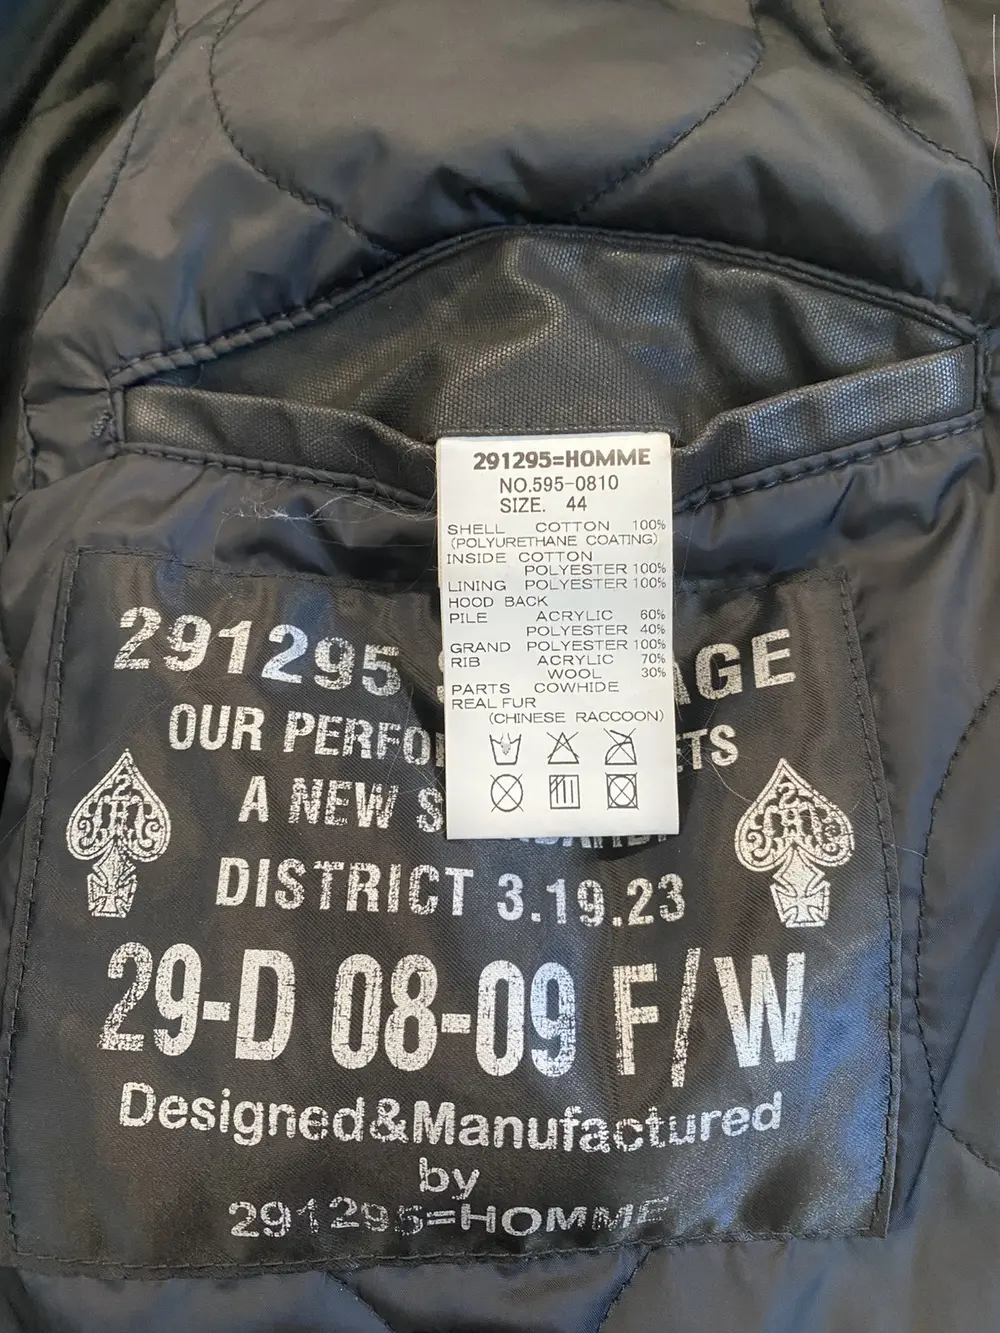 291295=HOMME
NO.595-0810
SIZE. 44
SHELL COTTON 100%
(POLYURETHANE COATING)
INSIDE COTTON
POLYESTER 100%
LINING POLYESTER 100%
HOOD BACK
PILE ACRYLIC 60%
POLYESTER 40%
GRAND POLYESTER 100%
RIB ACRYLIC 70%
WOOL 30%
PARTS COWHIDE
REAL FUR
(CHINESE RACCOON)
291295
OUR
A NEW
DISTRICT 3.19.23
29-D 08-09 F/W
Designed&Manufactured
by
291295=HOMME